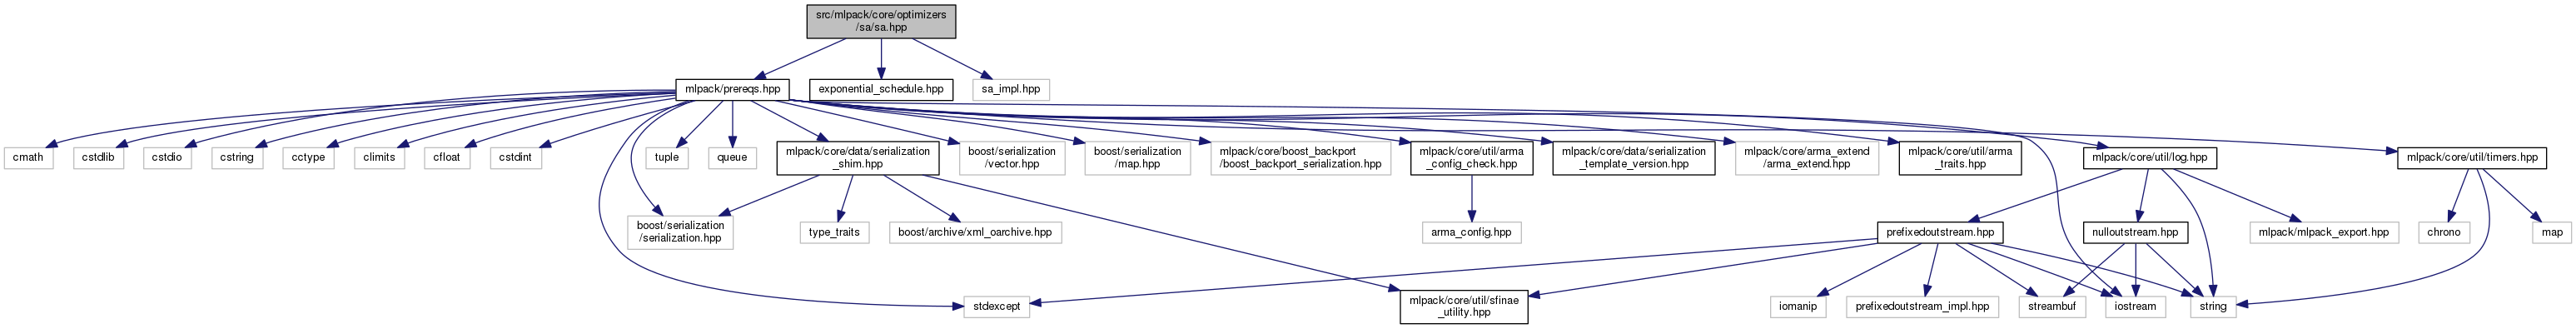 src/mlpack/core/optimizers
/sa/sa.hpp
mlpack/prereqs.hpp
exponential_schedule.hpp
sa_impl.hpp
cmath
cstdlib
cstdio
cstring
cctype
climits
cfloat
cstdint
tuple
queue
mlpack/core/data/serialization
_shim.hpp
boost/serialization
/vector.hpp
boost/serialization
/map.hpp
mlpack/core/boost_backport
/boost_backport_serialization.hpp
mlpack/core/util/arma
_config_check.hpp
mlpack/core/data/serialization
_template_version.hpp
mlpack/core/arma_extend
/arma_extend.hpp
mlpack/core/util/arma
_traits.hpp
mlpack/core/util/log.hpp
mlpack/core/util/timers.hpp
boost/serialization
/serialization.hpp
type_traits
boost/archive/xml_oarchive.hpp
arma_config.hpp
prefixedoutstream.hpp
nulloutstream.hpp
mlpack/mlpack_export.hpp
chrono
map
stdexcept
mlpack/core/util/sfinae
_utility.hpp
iomanip
prefixedoutstream_impl.hpp
streambuf
iostream
string